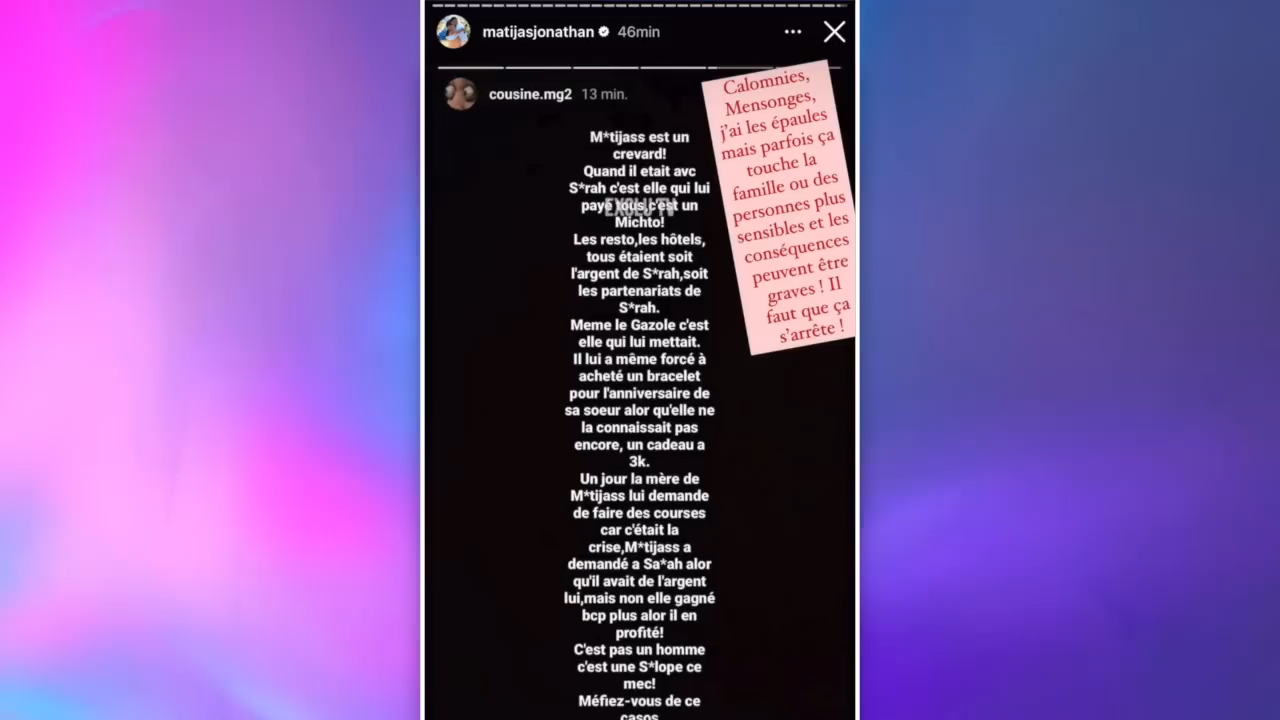 matijasjonathan 46min
cousine.mg2 13 min.
M*tijass est un
crevard!
Quand il etait avc
S*rah c'est elle qui lui
payé tous,c'est un
Michto!
Les resto,les hôtels,
tous étaient soit
l'argent de S*rah,soit
les partenariats de
S*rah.
Meme le Gazole c'est
elle qui lui mettait.
Il lui a même forcé à
acheté un bracelet
pour l'anniversaire de
sa soeur alor qu'elle ne
la connaissait pas
encore, un cadeau a
3k.
Un jour la mère de
M*tijass lui demande
de faire des courses
car c'était la
crise,M*tijass a
demandé a Sa*ah alor
qu'il avait de l'argent
lui,mais non elle gagné
bcp plus alor il en
profité!
C'est pas un homme
c'est une S*lope ce
mec!
Méfiez-vous de ce
casos
EXCLU TV
Calomnies,
Mensonges,
j'ai les épaules
mais parfois ça
touche la
famille ou des
personnes plus
sensibles et les
conséquences
peuvent être
graves ! Il
faut que ça
s'arrête !